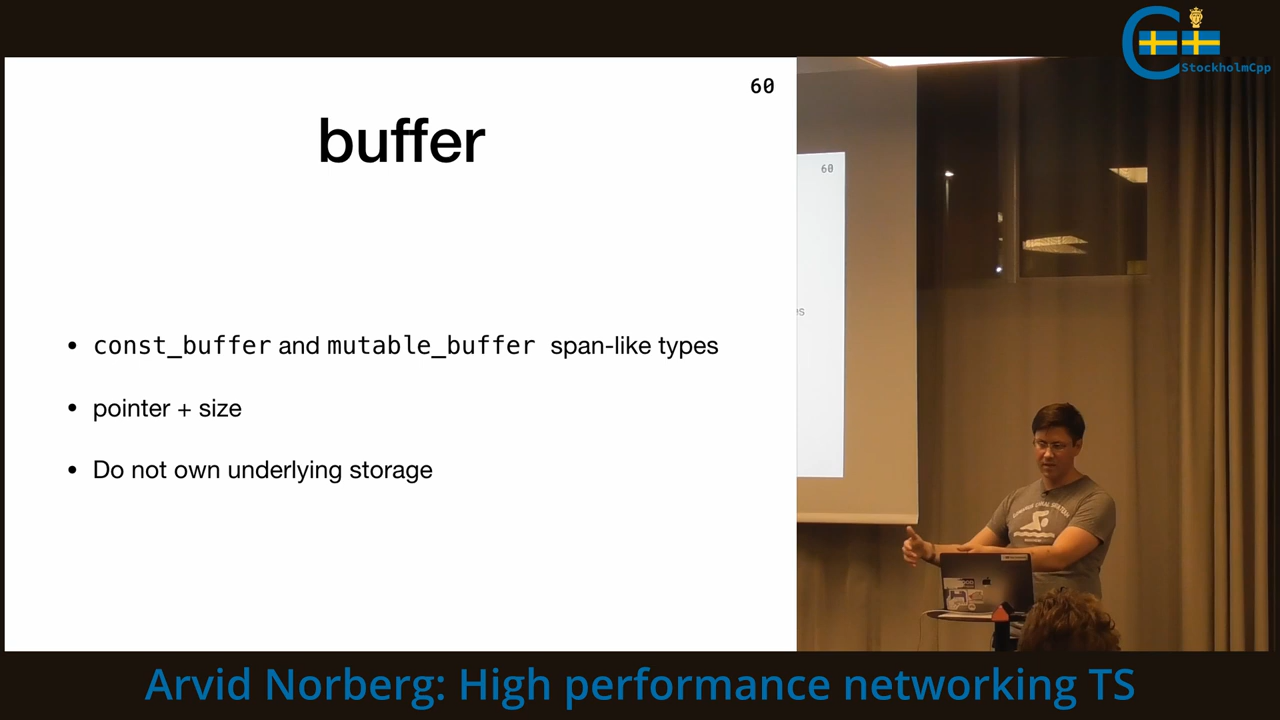 StockholmCpp
60
buffer
• const_buffer and mutable_buffer span-like types
• pointer + size
• Do not own underlying storage
60
Arvid Norberg: High performance networking TS